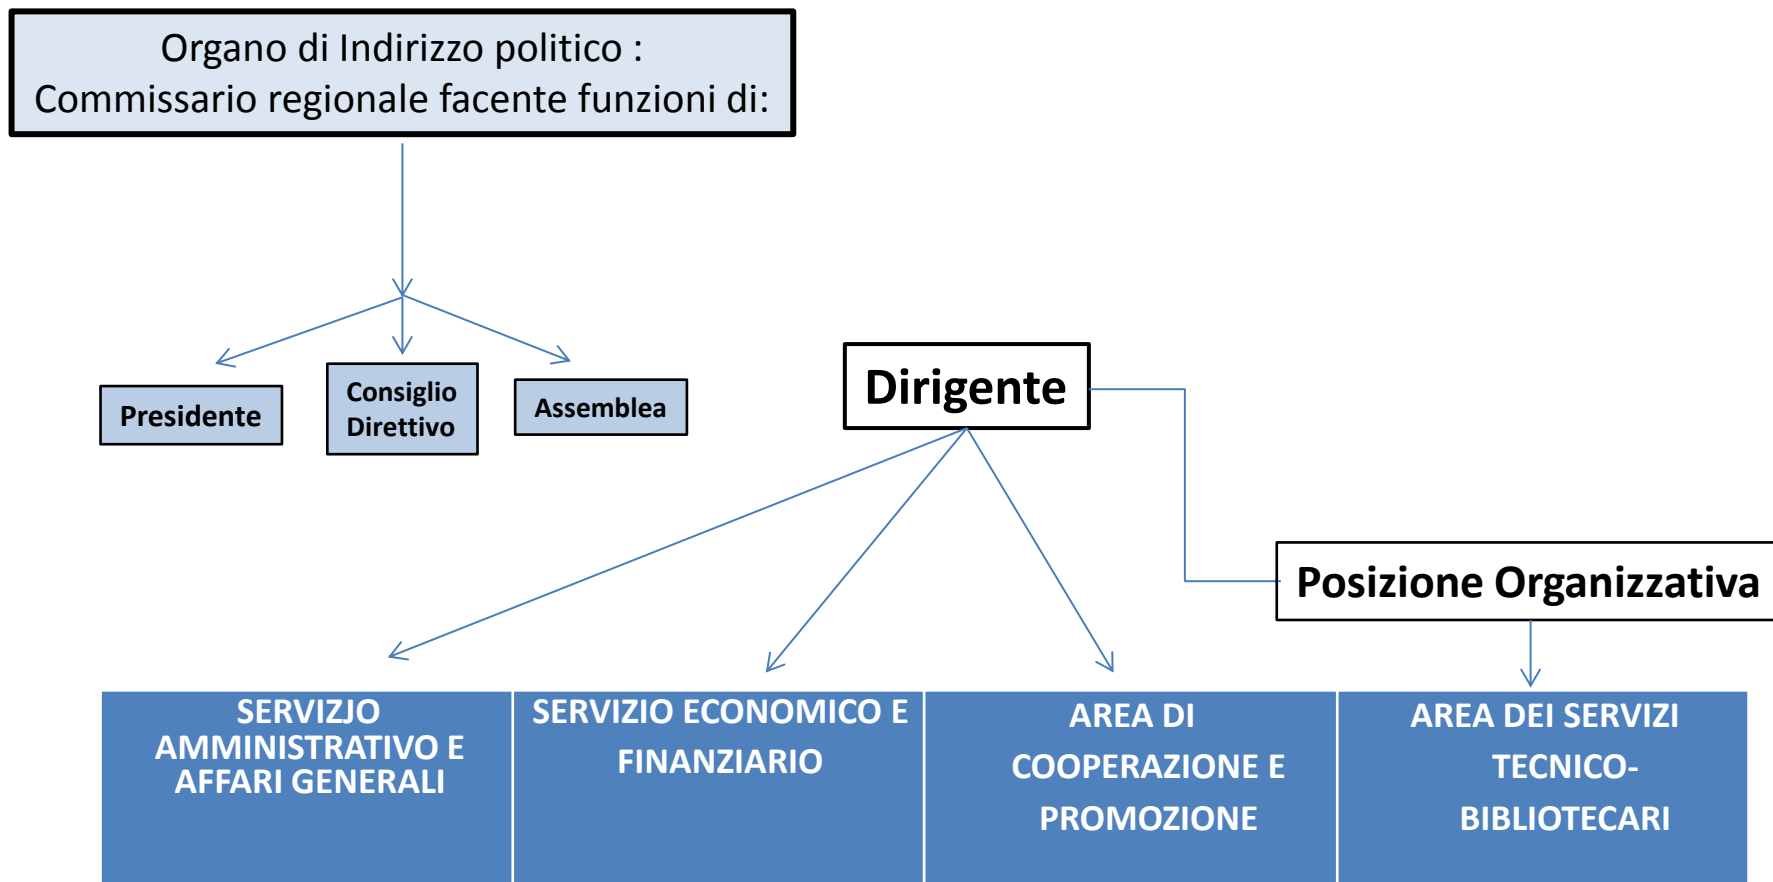 Organo di Indirizzo politico :
Commissario regionale facente funzioni di:
Presidente
Consiglio
Direttivo
Assemblea
Dirigente
Posizione Organizzativa
SERVIZJO
AMMINISTRATIVO E
AFFARI GENERALI
SERVIZIO ECONOMICO E
FINANZIARIO
AREA DI
COOPERAZIONE E
PROMOZIONE
AREA DEI SERVIZI
TECNICO-
BIBLIOTECARI